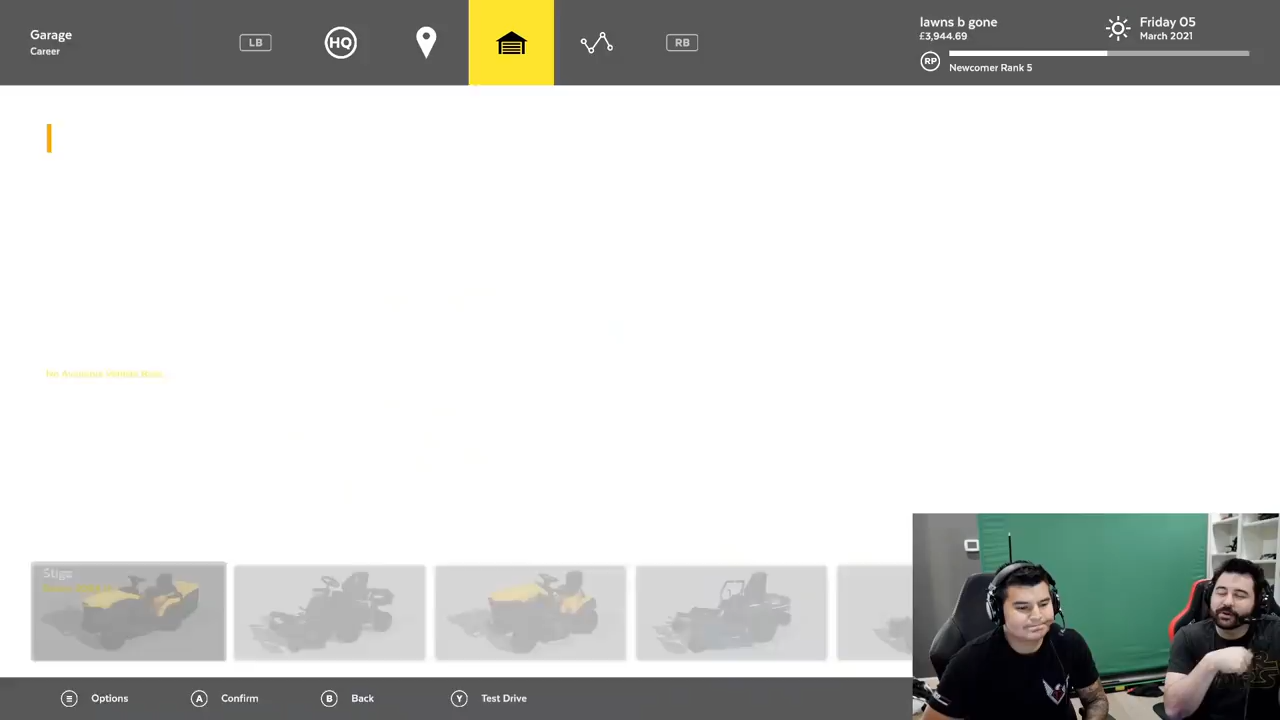 Garage
Career
LB
HQ
RB
lawns b gone
£3,944.69
Friday 05
March 2021
RP
Newcomer Rank 5
Stiga
Options
A
Confirm
B
Back
Y
Test Drive